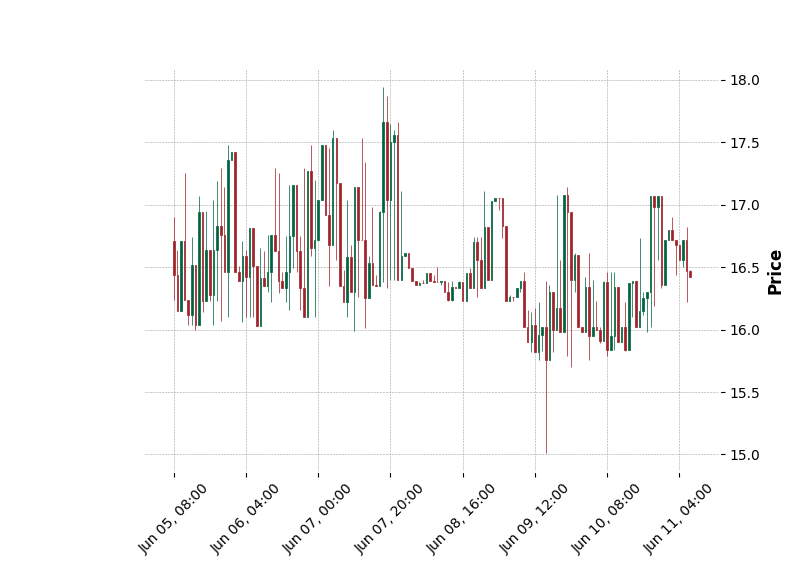 18.0
17.5
17.0
16.5
16.0
15.5
15.0
Price
Jun 05, 08:00
Jun 06, 04:00
Jun 07, 00:00
Jun 07, 20:00
Jun 08, 16:00
Jun 09, 12:00
Jun 10, 08:00
Jun 11, 04:00